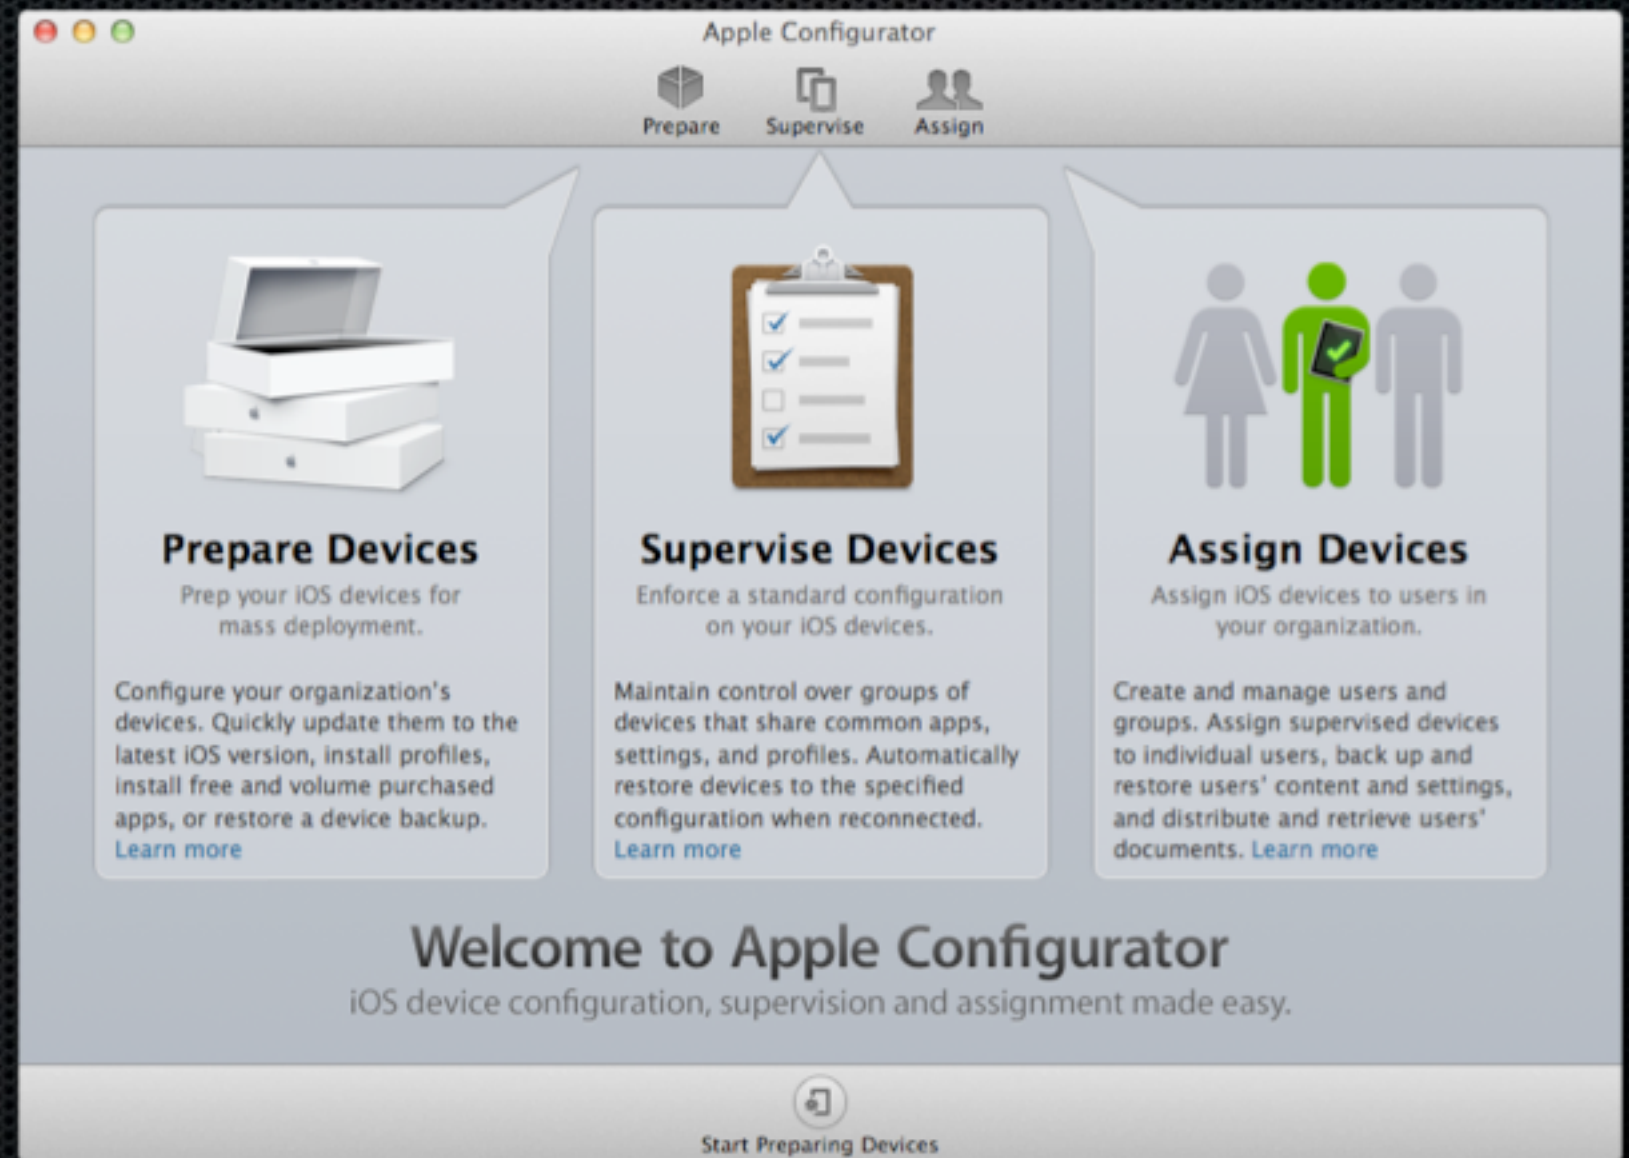 Apple Configurator
Prepare
Supervise
Assign
Prepare Devices
Prep your iOS devices for
mass deployment.
Configure your organization's
devices. Quickly update them to the
latest iOS version, install profiles,
install free and volume purchased
apps, or restore a device backup.
Learn more
Supervise Devices
Enforce a standard configuration
on your iOS devices.
Maintain control over groups of
devices that share common apps,
settings, and profiles. Automatically
restore devices to the specified
configuration when reconnected.
Learn more
Assign Devices
Assign iOS devices to users in
your organization.
Create and manage users and
groups. Assign supervised devices
to individual users, back up and
restore users' content and settings,
and distribute and retrieve users'
documents. Learn more
Welcome to Apple Configurator
iOS device configuration, supervision and assignment made easy.
Start Preparing Devices